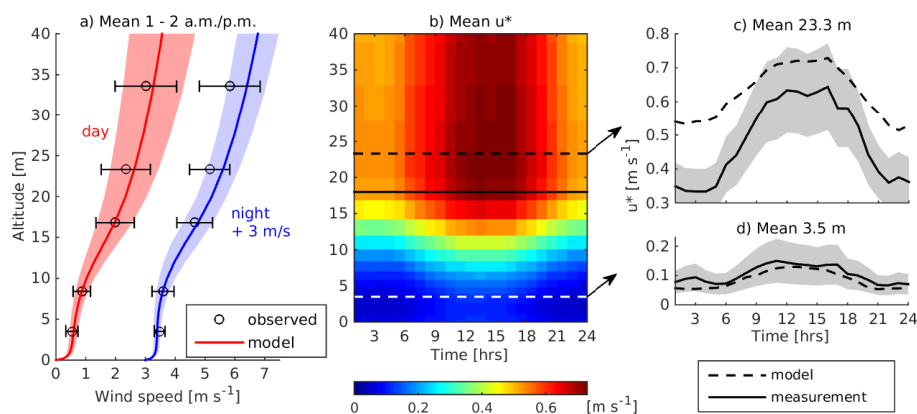 a) Mean 1 - 2 a.m./p.m.
40
35
30
25
20
15
10
5
0
Altitude [m]
day
night
+ 3 m/s
observed
model
0 1 2 3 4 5 6 7
Wind speed [m s⁻¹]
b) Mean u*
40
35
30
25
20
15
10
5
0
3 6 9 12 15 18 21 24
Time [hrs]
0 0.2 0.4 0.6 [m s⁻¹]
c) Mean 23.3 m
0.7
0.6
0.5
0.4
0.3
u* [m s⁻¹]
d) Mean 3.5 m
0.2
0.1
0
3 6 9 12 15 18 21 24
Time [hrs]
model
measurement